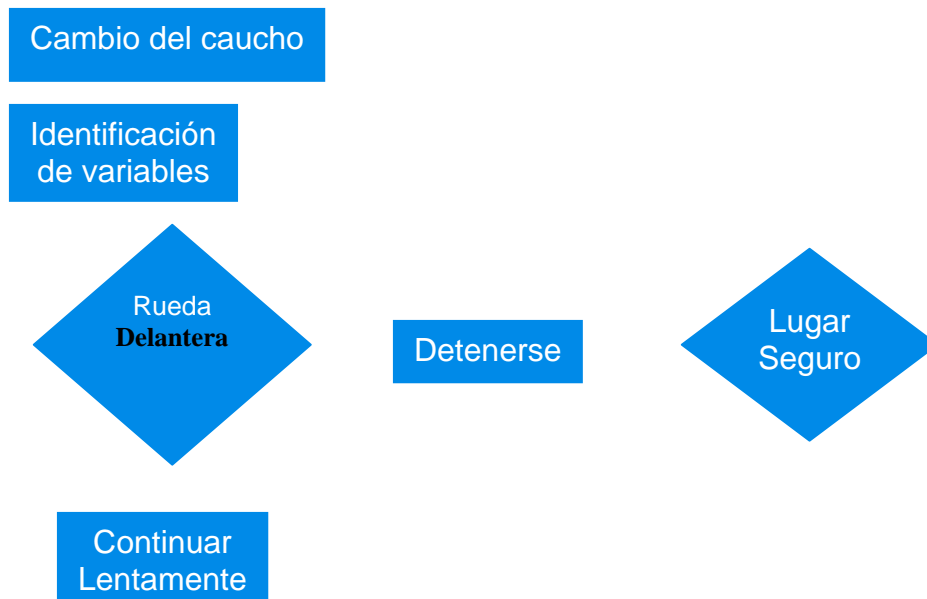 Cambio del caucho
Identificación
de variables
Rueda
Delantera
Detenerse
Lugar
Seguro
Continuar
Lentamente